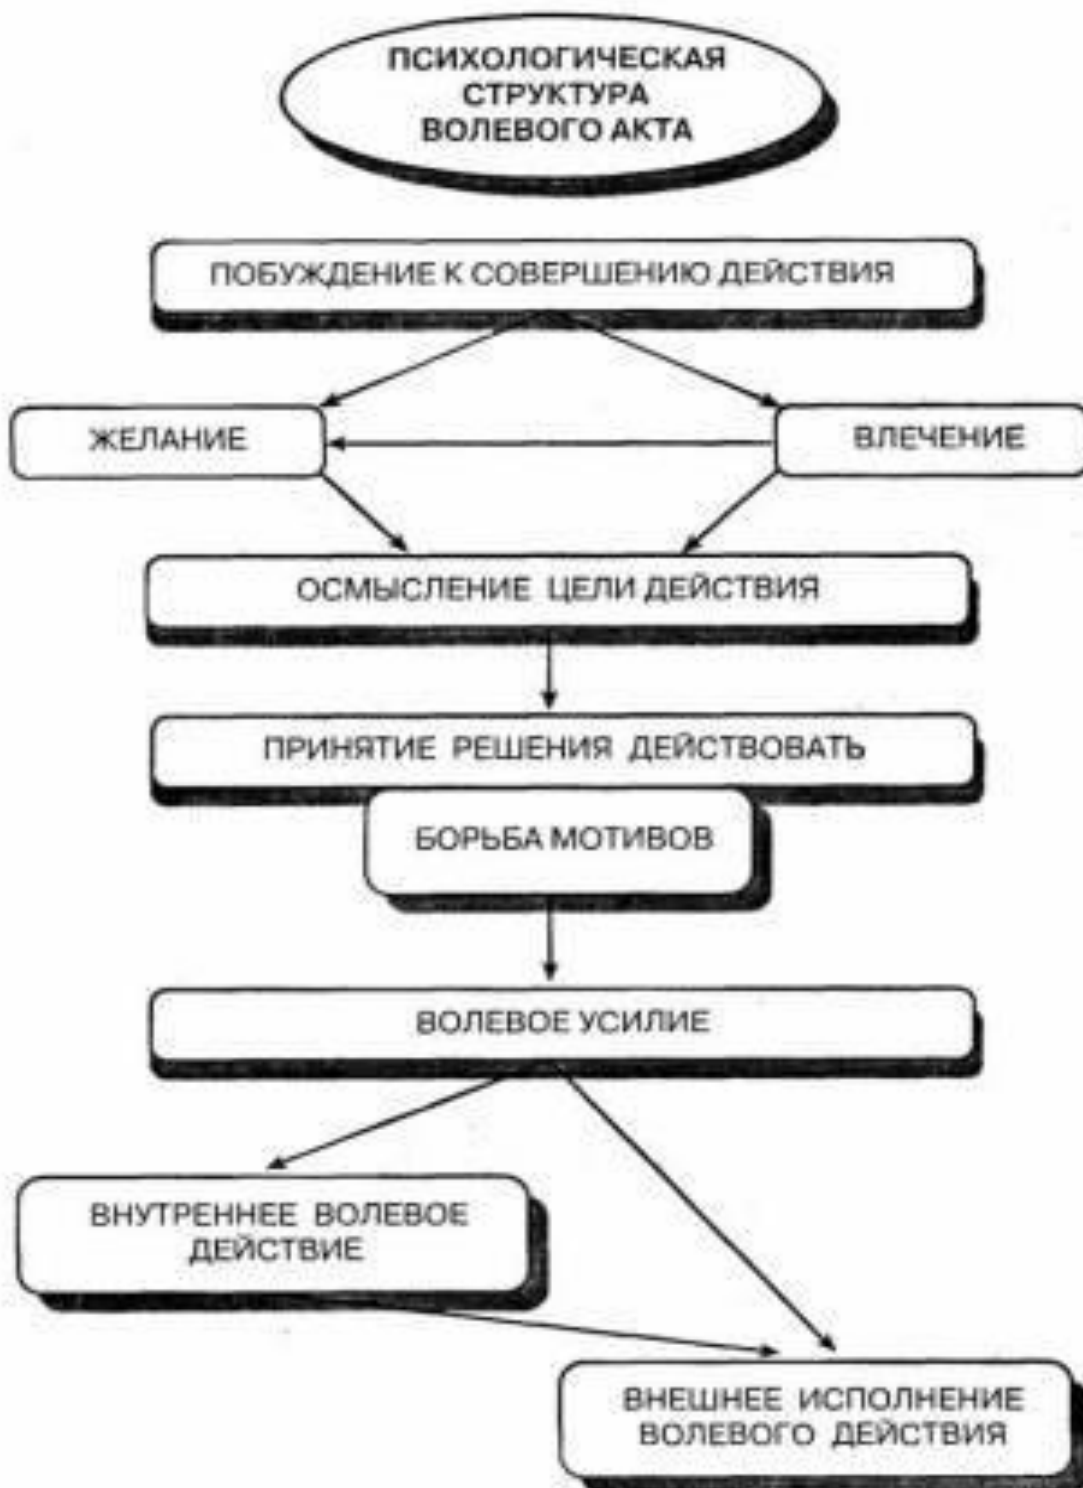 ПСИХОЛОГИЧЕСКАЯ
СТРУКТУРА
ВОЛЕВОГО АКТА
ПОБУЖДЕНИЕ К СОВЕРШЕНИЮ ДЕЙСТВИЯ
ЖЕЛАНИЕ
ВЛЕЧЕНИЕ
ОСМЫСЛЕНИЕ ЦЕЛИ ДЕЙСТВИЯ
ПРИНЯТИЕ РЕШЕНИЯ ДЕЙСТВОВАТЬ
БОРЬБА МОТИВОВ
ВОЛЕВОЕ УСИЛИЕ
ВНУТРЕННЕЕ ВОЛЕВОЕ
ДЕЙСТВИЕ
ВНЕШНЕЕ ИСПОЛНЕНИЕ
ВОЛЕВОГО ДЕЙСТВИЯ